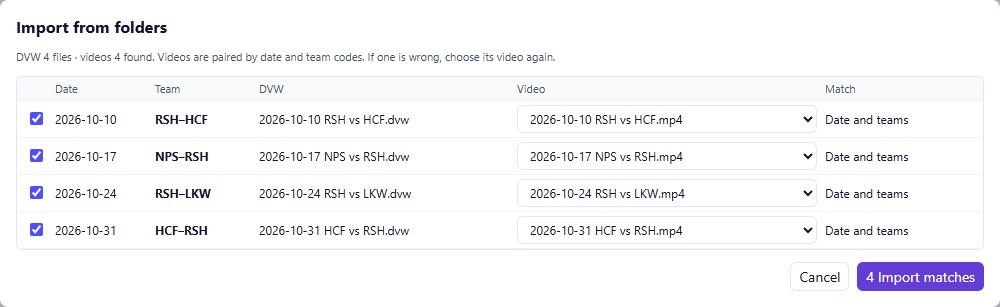 Import from folders
DVW 4 files · videos 4 found. Videos are paired by date and team codes. If one is wrong, choose its video again.
Date Team DVW Video Match
2026-10-10 RSH–HCF 2026-10-10 RSH vs HCF.dvw 2026-10-10 RSH vs HCF.mp4 Date and teams
2026-10-17 NPS–RSH 2026-10-17 NPS vs RSH.dvw 2026-10-17 NPS vs RSH.mp4 Date and teams
2026-10-24 RSH–LKW 2026-10-24 RSH vs LKW.dvw 2026-10-24 RSH vs LKW.mp4 Date and teams
2026-10-31 HCF–RSH 2026-10-31 HCF vs RSH.dvw 2026-10-31 HCF vs RSH.mp4 Date and teams
Cancel 4 Import matches